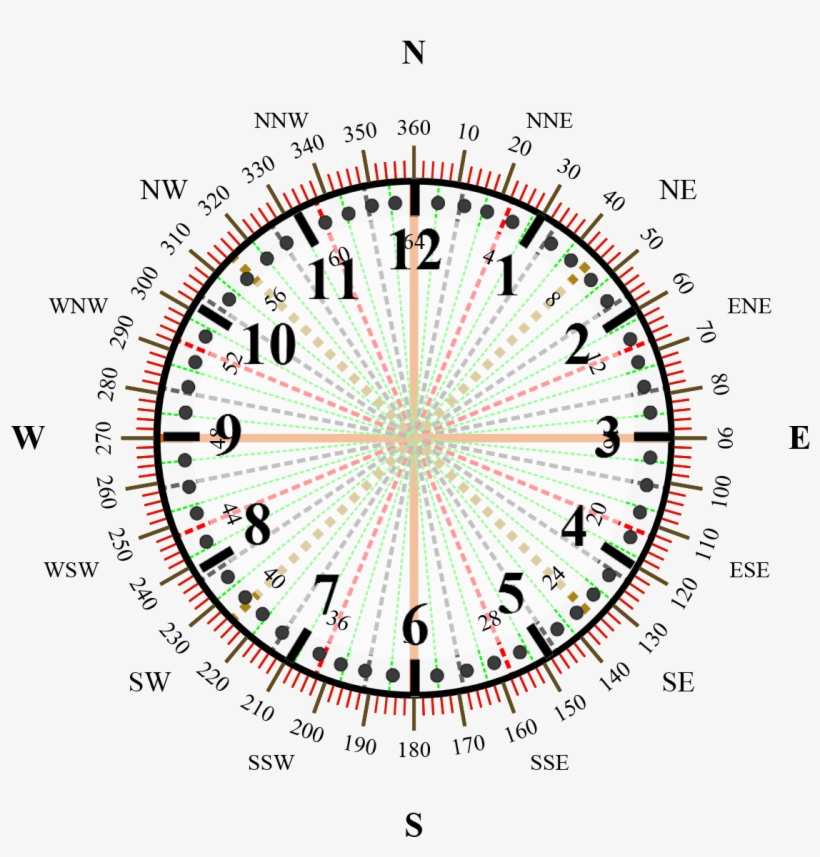 N
NNW 350 360 10 NNE
340 20
330 30
NW 320 40 NE
310 50
60 64 12 4
11 1
300 56 8 60
WNW ENE
290 10 2 70
52 12
280 80
W 270 48 9 3 90 E
260 100
250 44 8 4 20 110
WSW 240 40 24 120 ESE
7 5
230 36 6 28 130
SW 220 140 SE
210 150
200 160
190 180 170
SSW SSE
S